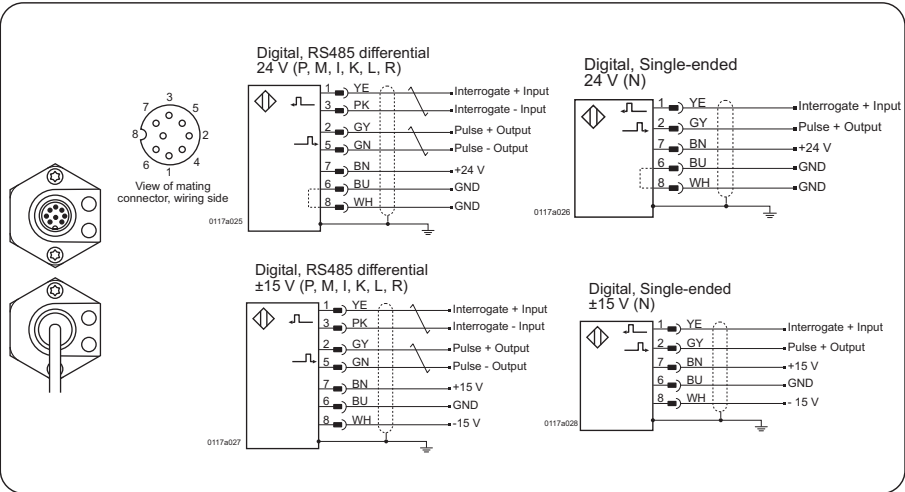 3
7 5
8 2
6 4
1
View of mating
connector, wiring side
Digital, RS485 differential
24 V (P, M, I, K, L, R)
1 YE Interrogate + Input
3 PK Interrogate - Input
2 GY Pulse + Output
5 GN Pulse - Output
7 BN +24 V
6 BU GND
8 WH GND
0117a025
Digital, Single-ended
24 V (N)
1 YE Interrogate + Input
2 GY Pulse + Output
7 BN +24 V
6 BU GND
8 WH GND
0117a026
Digital, RS485 differential
±15 V (P, M, I, K, L, R)
1 YE Interrogate + Input
3 PK Interrogate - Input
2 GY Pulse + Output
5 GN Pulse - Output
7 BN +15 V
6 BU GND
8 WH -15 V
0117a027
Digital, Single-ended
±15 V (N)
1 YE Interrogate + Input
2 GY Pulse + Output
7 BN +15 V
6 BU GND
8 WH - 15 V
0117a028